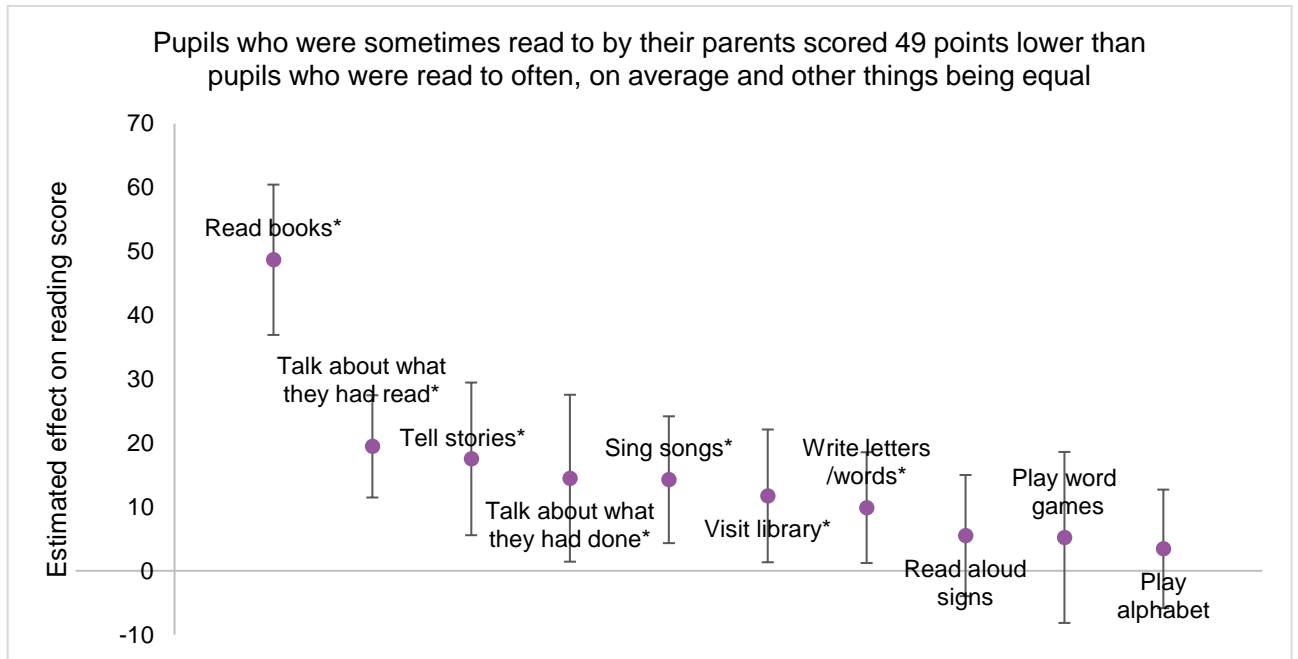 Pupils who were sometimes read to by their parents scored 49 points lower than
pupils who were read to often, on average and other things being equal
Estimated effect on reading score
70
60
50
40
30
20
10
0
-10
Read books*
Talk about what
they had read*
Tell stories*
Talk about what
they had done*
Sing songs*
Visit library*
Write letters
/words*
Read aloud
signs
Play word
games
Play
alphabet